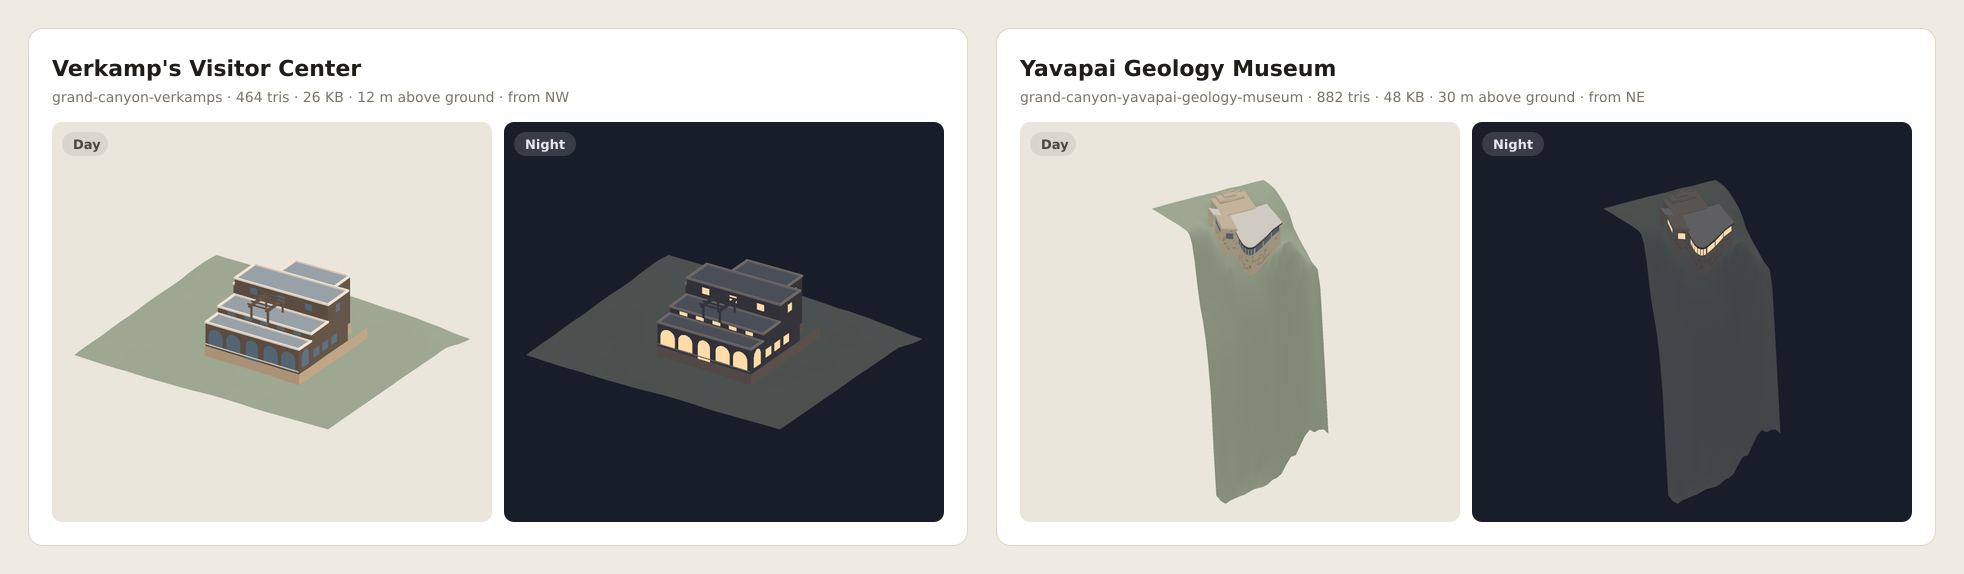 Verkamp's Visitor Center
grand-canyon-verkamps · 464 tris · 26 KB · 12 m above ground · from NW
Day
Night
Yavapai Geology Museum
grand-canyon-yavapai-geology-museum · 882 tris · 48 KB · 30 m above ground · from NE
Day
Night